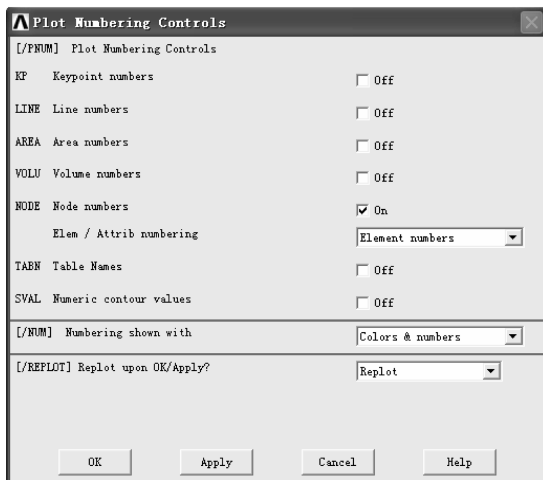 Plot Numbering Controls
[/PNUM] Plot Numbering Controls
KP Keypoint numbers Off
LINE Line numbers Off
AREA Area numbers Off
VOLU Volume numbers Off
NODE Node numbers On
Elem / Attrib numbering Element numbers
TABN Table Names Off
SVAL Numeric contour values Off
[/NUM] Numbering shown with Colors & numbers
[/REPLOT] Replot upon OK/Apply? Replot
OK Apply Cancel Help